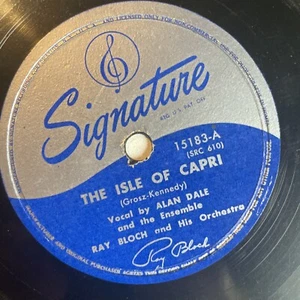 Signature
REG U.S. PAT. OFF.
15183-A
(SRC 610)
THE ISLE OF CAPRI
(Grosz-Kennedy)
Vocal by ALAN DALE
and the Ensemble
RAY BLOCH and His Orchestra
Ray Bloch